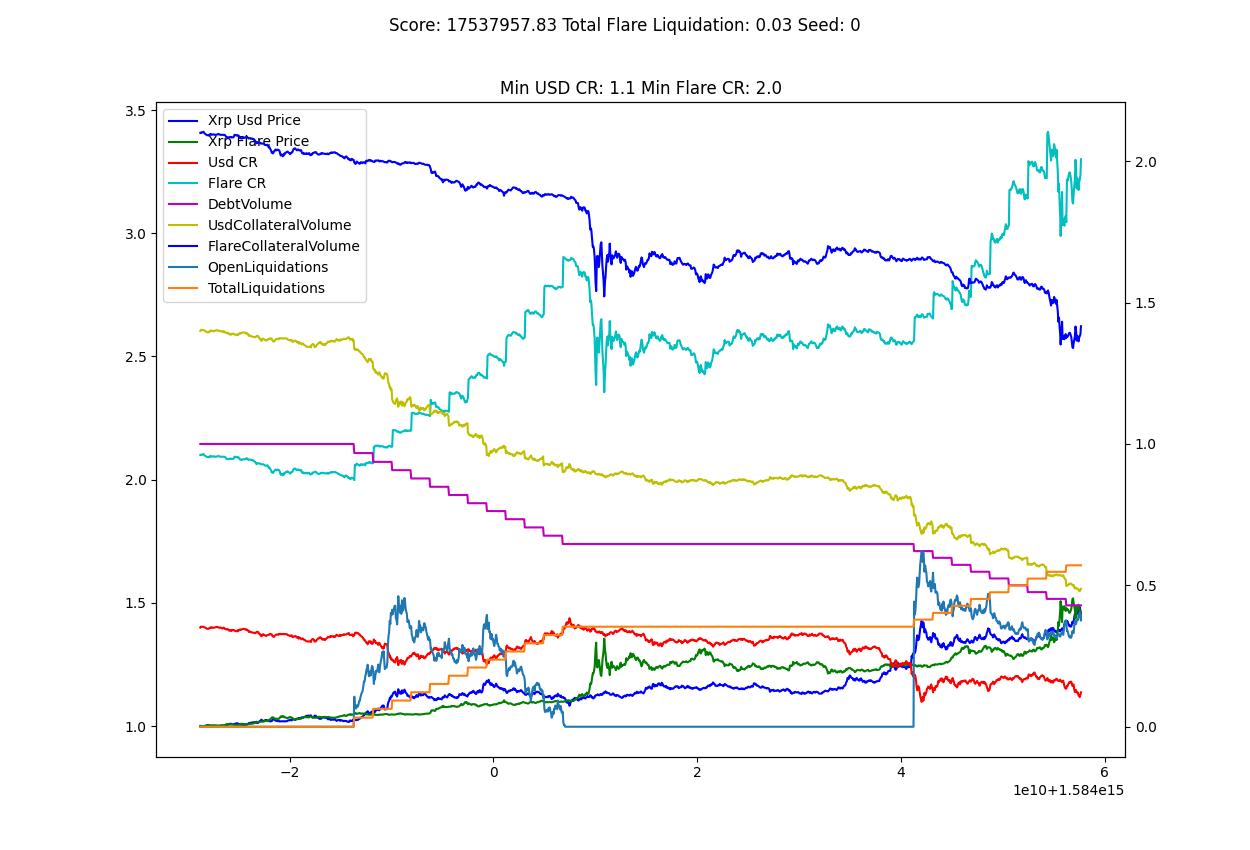 Score: 17537957.83 Total Flare Liquidation: 0.03 Seed: 0
Min USD CR: 1.1 Min Flare CR: 2.0
Xrp Usd Price
Xrp Flare Price
Usd CR
Flare CR
DebtVolume
UsdCollateralVolume
FlareCollateralVolume
OpenLiquidations
TotalLiquidations
3.5
3.0
2.5
2.0
1.5
1.0
2.0
1.5
1.0
0.5
0.0
−2
0
2
4
6
1e10+1.584e15